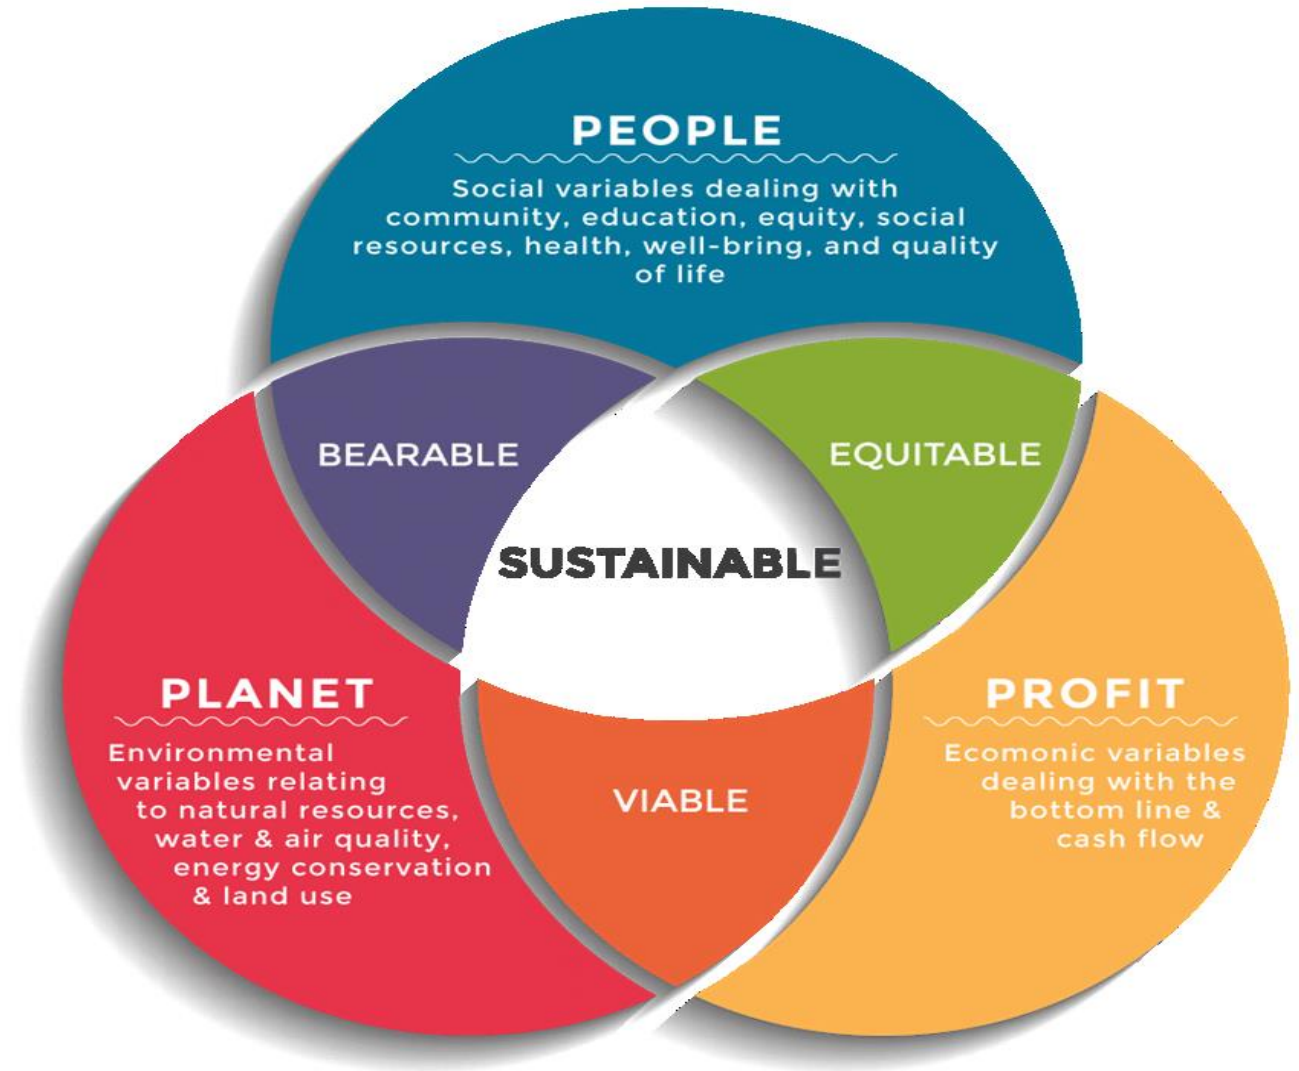 PEOPLE
Social variables dealing with
community, education, equity, social
resources, health, well-bring, and quality
of life
BEARABLE
EQUITABLE
SUSTAINABLE
PLANET
Environmental
variables relating
to natural resources,
water & air quality,
energy conservation
& land use
VIABLE
PROFIT
Ecomonic variables
dealing with the
bottom line &
cash flow